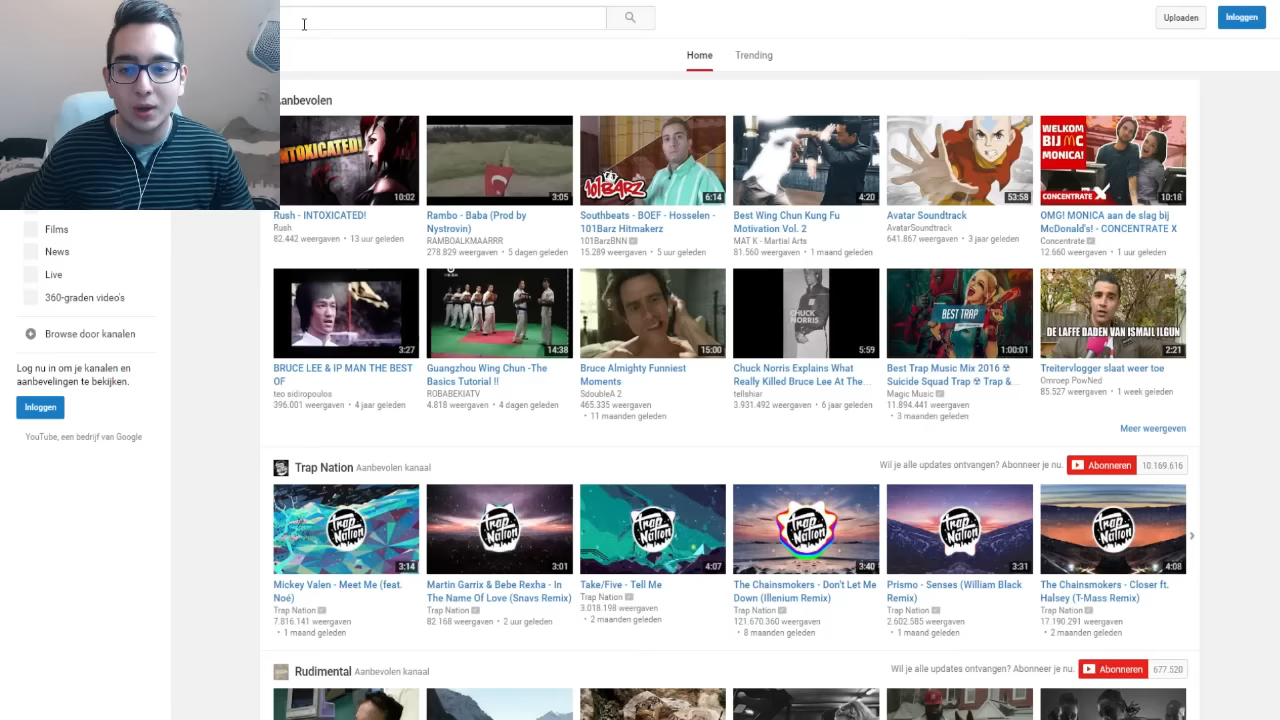 Uploaden
Inloggen
Home
Trending
Aanbevolen
INTOXICATED!
10:02
3:05
101BARZ
6:14
4:20
53:58
WELKOM
BIJ
MONICA!
CONCENTRATE X
10:18
Rush - INTOXICATED!
Rush
82.442 weergaven • 13 uur geleden
Rambo - Baba (Prod by
Nystrovin)
RAMBOALKMAARRR
278.829 weergaven • 5 dagen geleden
Southbeats - BOEF - Hosselen -
101Barz Hitmakerz
101BarzBNN
15.289 weergaven • 5 uur geleden
Best Wing Chun Kung Fu
Motivation Vol. 2
MAT K - Martial Arts
81.560 weergaven • 1 maand geleden
Avatar Soundtrack
AvatarSoundtrack
641.867 weergaven • 3 jaar geleden
OMG! MONICA aan de slag bij
McDonald's! - CONCENTRATE X
Concentrate
12.660 weergaven • 1 uur geleden
Films
News
Live
360-graden video's
Browse door kanalen
Log nu in om je kanalen en
aanbevelingen te bekijken.
Inloggen
YouTube, een bedrijf van Google
3:27
14:38
15:00
CHUCK
NORRIS
5:59
BEST TRAP
1:00:01
DE LAFFE DADEN VAN ISMAIL ILGUN
2:21
BRUCE LEE & IP MAN THE BEST
OF
teo sidiropoulos
396.001 weergaven • 4 jaar geleden
Guangzhou Wing Chun -The
Basics Tutorial !!
ROBABEKIATV
4.818 weergaven • 4 dagen geleden
Bruce Almighty Funniest
Moments
SdoubleA 2
465.335 weergaven
• 11 maanden geleden
Chuck Norris Explains What
Really Killed Bruce Lee At The...
tellshiar
3.931.492 weergaven • 6 jaar geleden
Best Trap Music Mix 2016 ☢
Suicide Squad Trap ☢ Trap &...
Magic Music
11.894.441 weergaven
• 3 maanden geleden
Treitervlogger slaat weer toe
Omroep PowNed
85.527 weergaven • 1 week geleden
Meer weergeven
Trap Nation Aanbevolen kanaal
Wil je alle updates ontvangen? Abonneer je nu.
Abonneren
10.169.616
Trap Nation
3:14
Trap Nation
3:01
Trap Nation
4:07
Trap Nation
3:40
Trap Nation
3:31
Trap Nation
4:08
Mickey Valen - Meet Me (feat.
Noé)
Trap Nation
7.816.141 weergaven
• 1 maand geleden
Martin Garrix & Bebe Rexha - In
The Name Of Love (Snavs Remix)
Trap Nation
82.168 weergaven • 2 uur geleden
Take/Five - Tell Me
Trap Nation
3.018.198 weergaven
• 2 maanden geleden
The Chainsmokers - Don't Let Me
Down (Illenium Remix)
Trap Nation
121.670.360 weergaven
• 8 maanden geleden
Prismo - Senses (William Black
Remix)
Trap Nation
2.602.585 weergaven
• 1 maand geleden
The Chainsmokers - Closer ft.
Halsey (T-Mass Remix)
Trap Nation
17.190.291 weergaven
• 2 maanden geleden
Rudimental Aanbevolen kanaal
Wil je alle updates ontvangen? Abonneer je nu.
Abonneren
677.520